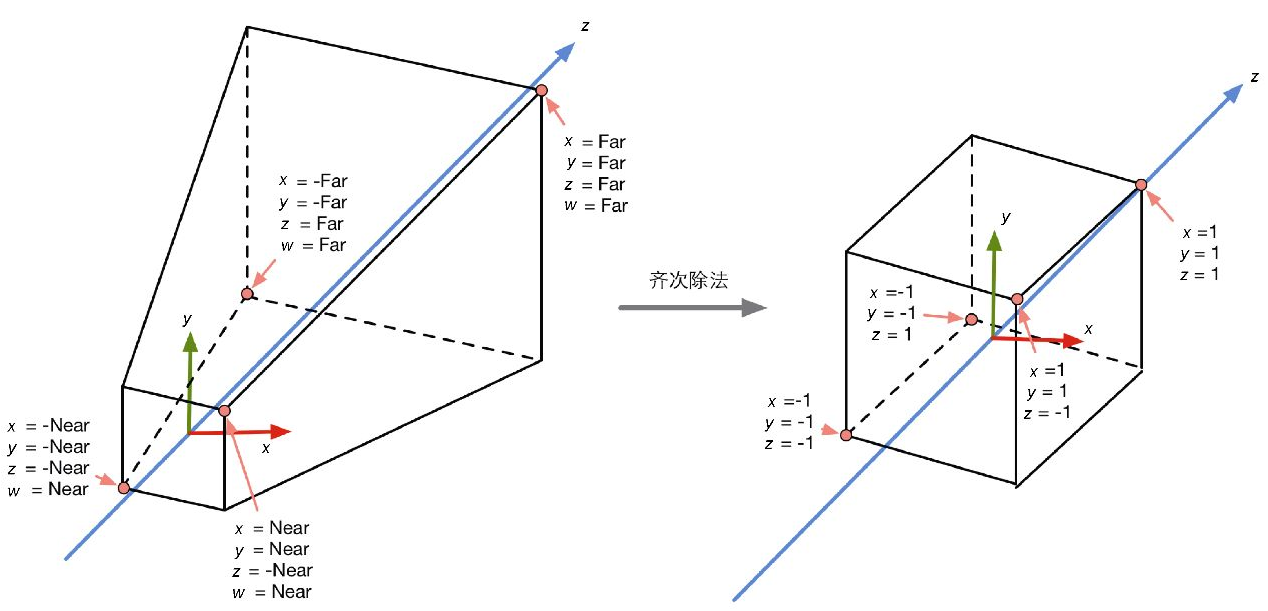 z
x = Far
y = Far
z = Far
w = Far
x = -Far
y = -Far
z = Far
w = Far
y
x
x = -Near
y = -Near
z = -Near
w = Near
x = Near
y = Near
z = -Near
w = Near
齐次除法
z
x =1
y = 1
z = 1
y
x
x =-1
y = -1
z = 1
x =1
y = 1
z = -1
x =-1
y = -1
z = -1